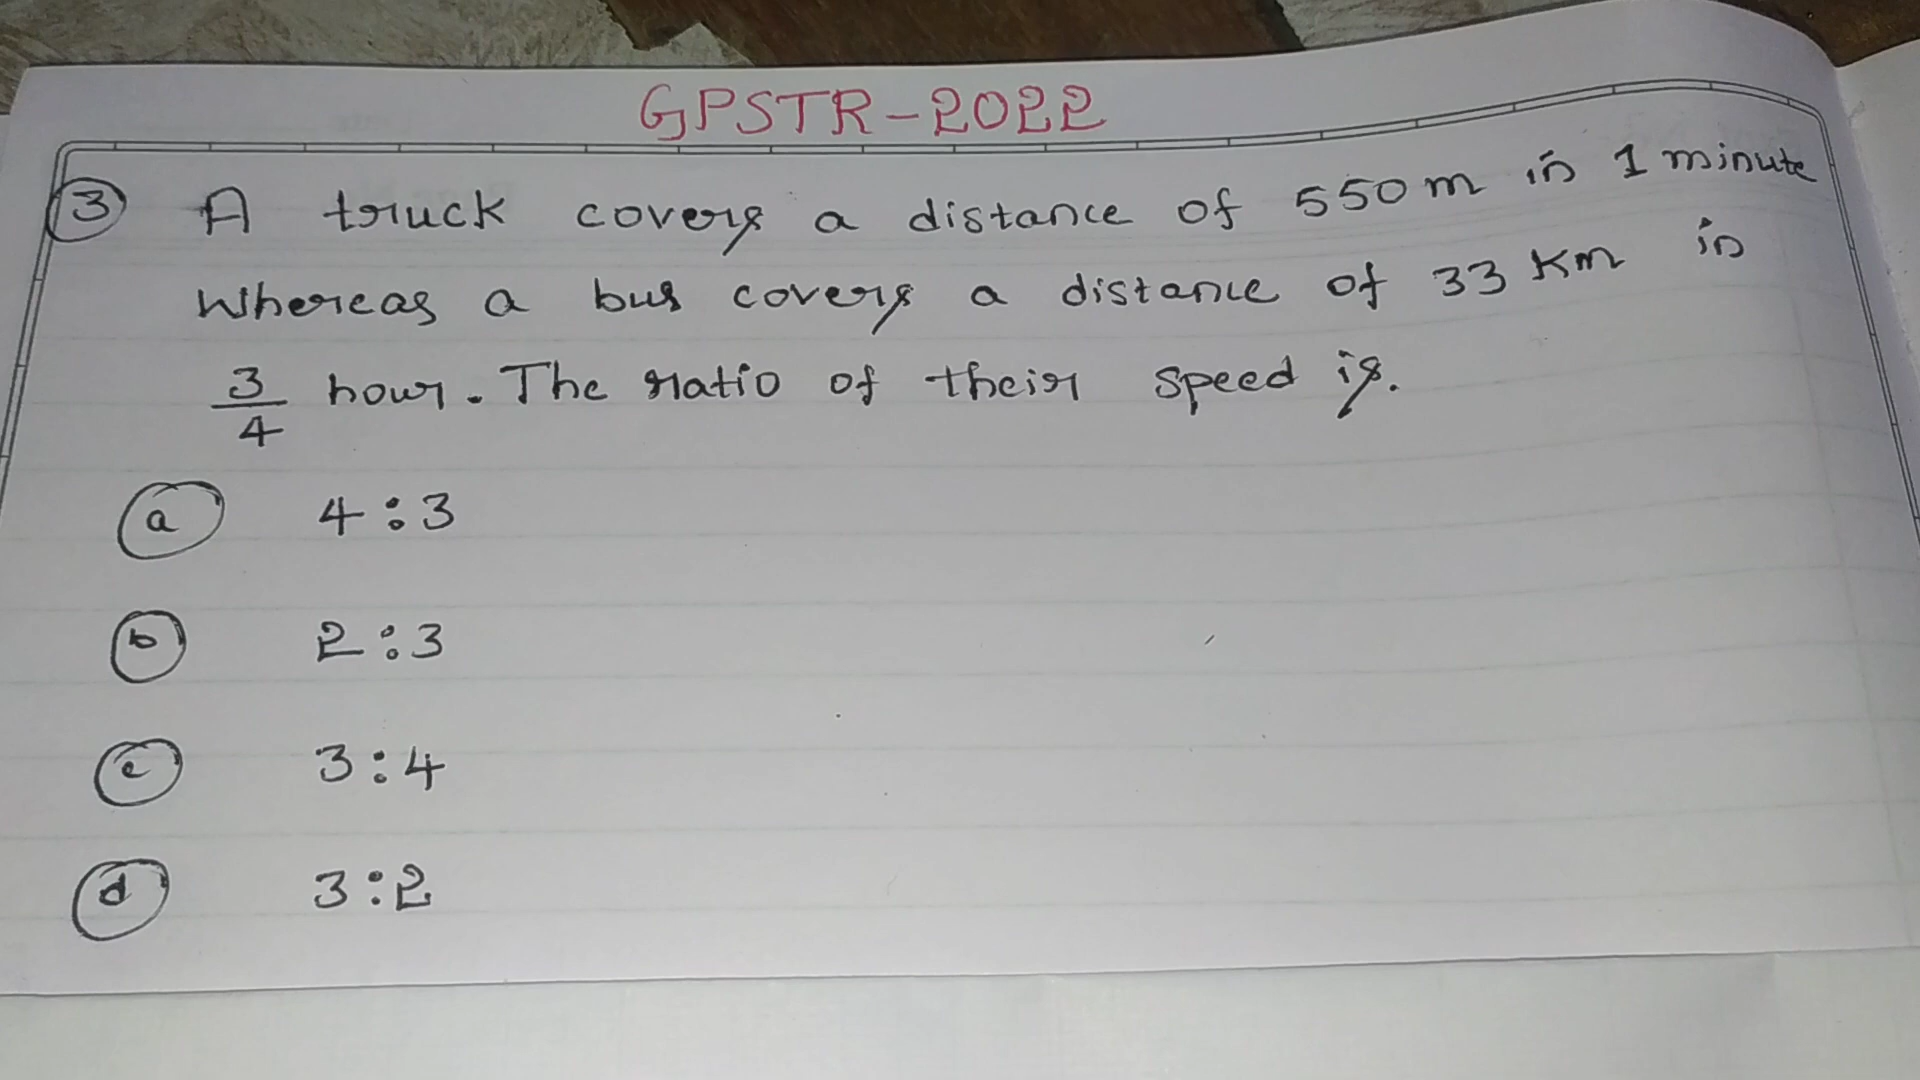 GPSTR-2022
3 A truck covers a distance of 550 m in 1 minute
Whereas a bus covers a distance of 33 Km in
3/4 hour. The ratio of their speed is.
a 4:3
b 2:3
c 3:4
d 3:2